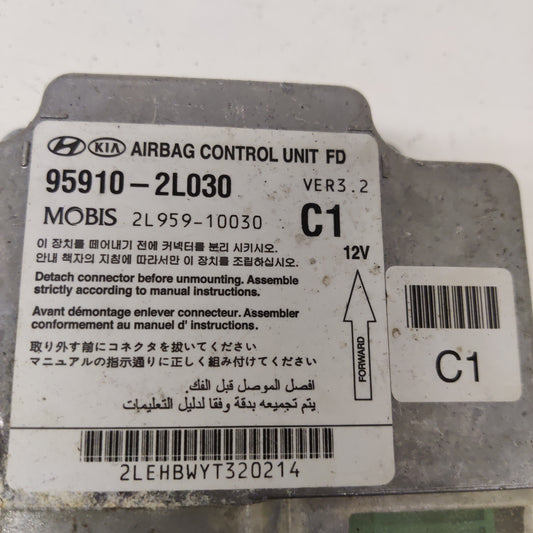 KIA AIRBAG CONTROL UNIT FD
95910-2L030 VER3.2
MOBIS 2L959-10030 C1
이 장치를 떼어내기 전에 커넥터를 분리 시키시오.
안내 책자의 지침에 따라서만 이 장치를 조립하십시오.
12V
Detach connector before unmounting. Assemble
strictly according to manual instructions.
Avant démontage enlever connecteur. Assembler
conformement au manuel d' instructions.
取り外す前にコネクタを抜いてください
マニュアルの指示通りに正しく組み付けてください
افصل الموصل قبل الفك.
يتم تجميعه بدقة وفقا لدليل التعليمات
FORWARD
2LEHBWYT320214
C1